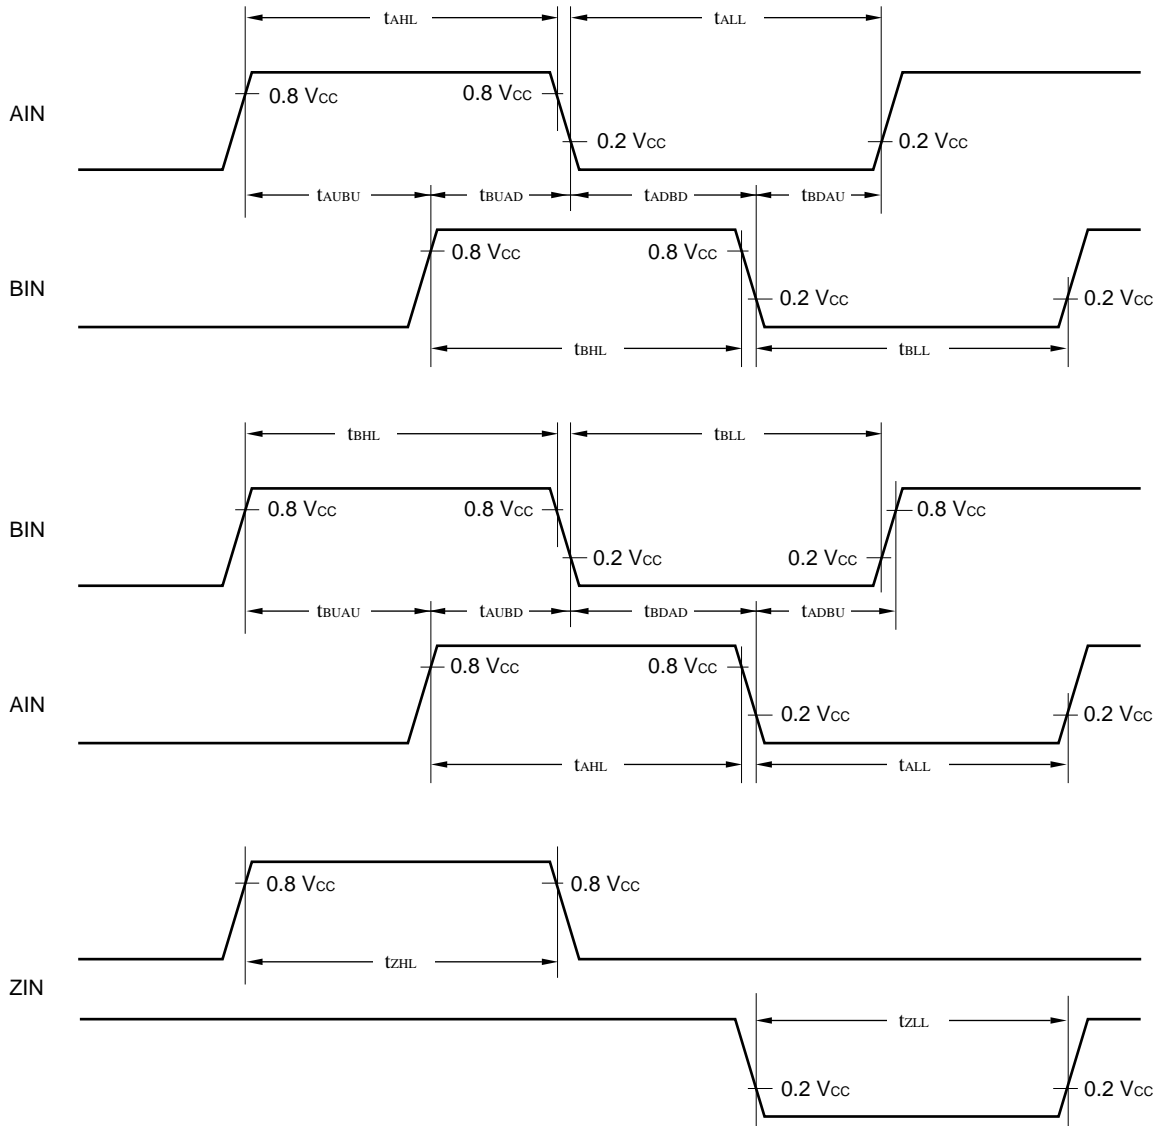 tAHL tALL
0.8 VCC 0.8 VCC
AIN
0.2 VCC 0.2 VCC
tAUBU tBUAD tADBD tBDAU
0.8 VCC 0.8 VCC
BIN
0.2 VCC 0.2 VCC
tBHL tBLL
tBHL tBLL
0.8 VCC 0.8 VCC 0.8 VCC
BIN
0.2 VCC 0.2 VCC
tBUAU tAUBD tBDAD tADBU
0.8 VCC 0.8 VCC
AIN
0.2 VCC 0.2 VCC
tAHL tALL
0.8 VCC 0.8 VCC
tZHL
ZIN
tZLL
0.2 VCC 0.2 VCC